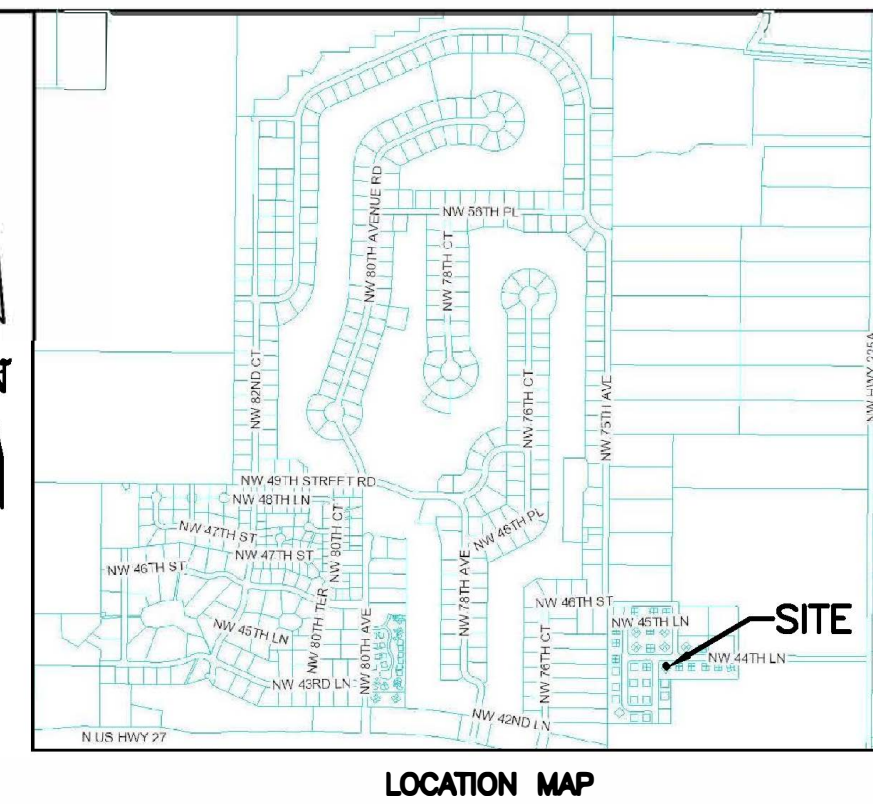 NW 56TH PL
NW 80TH AVENUE RD
NW 78TH CT
NW 82ND CT
NW 76TH CT
NW 75TH AVE
NW HWY 225A
NW 49TH STREET RD
NW 48TH LN
NW 47TH ST
NW 47TH ST
NW 80TH CT
NW 46TH PL
NW 46TH ST
NW 78TH AVE
NW 46TH ST
NW 80TH TER
NW 45TH LN
NW 45TH LN
SITE
NW 80TH AVE
NW 76TH CT
NW 44TH LN
NW 43RD LN
NW 42ND LN
N US HWY 27
LOCATION MAP